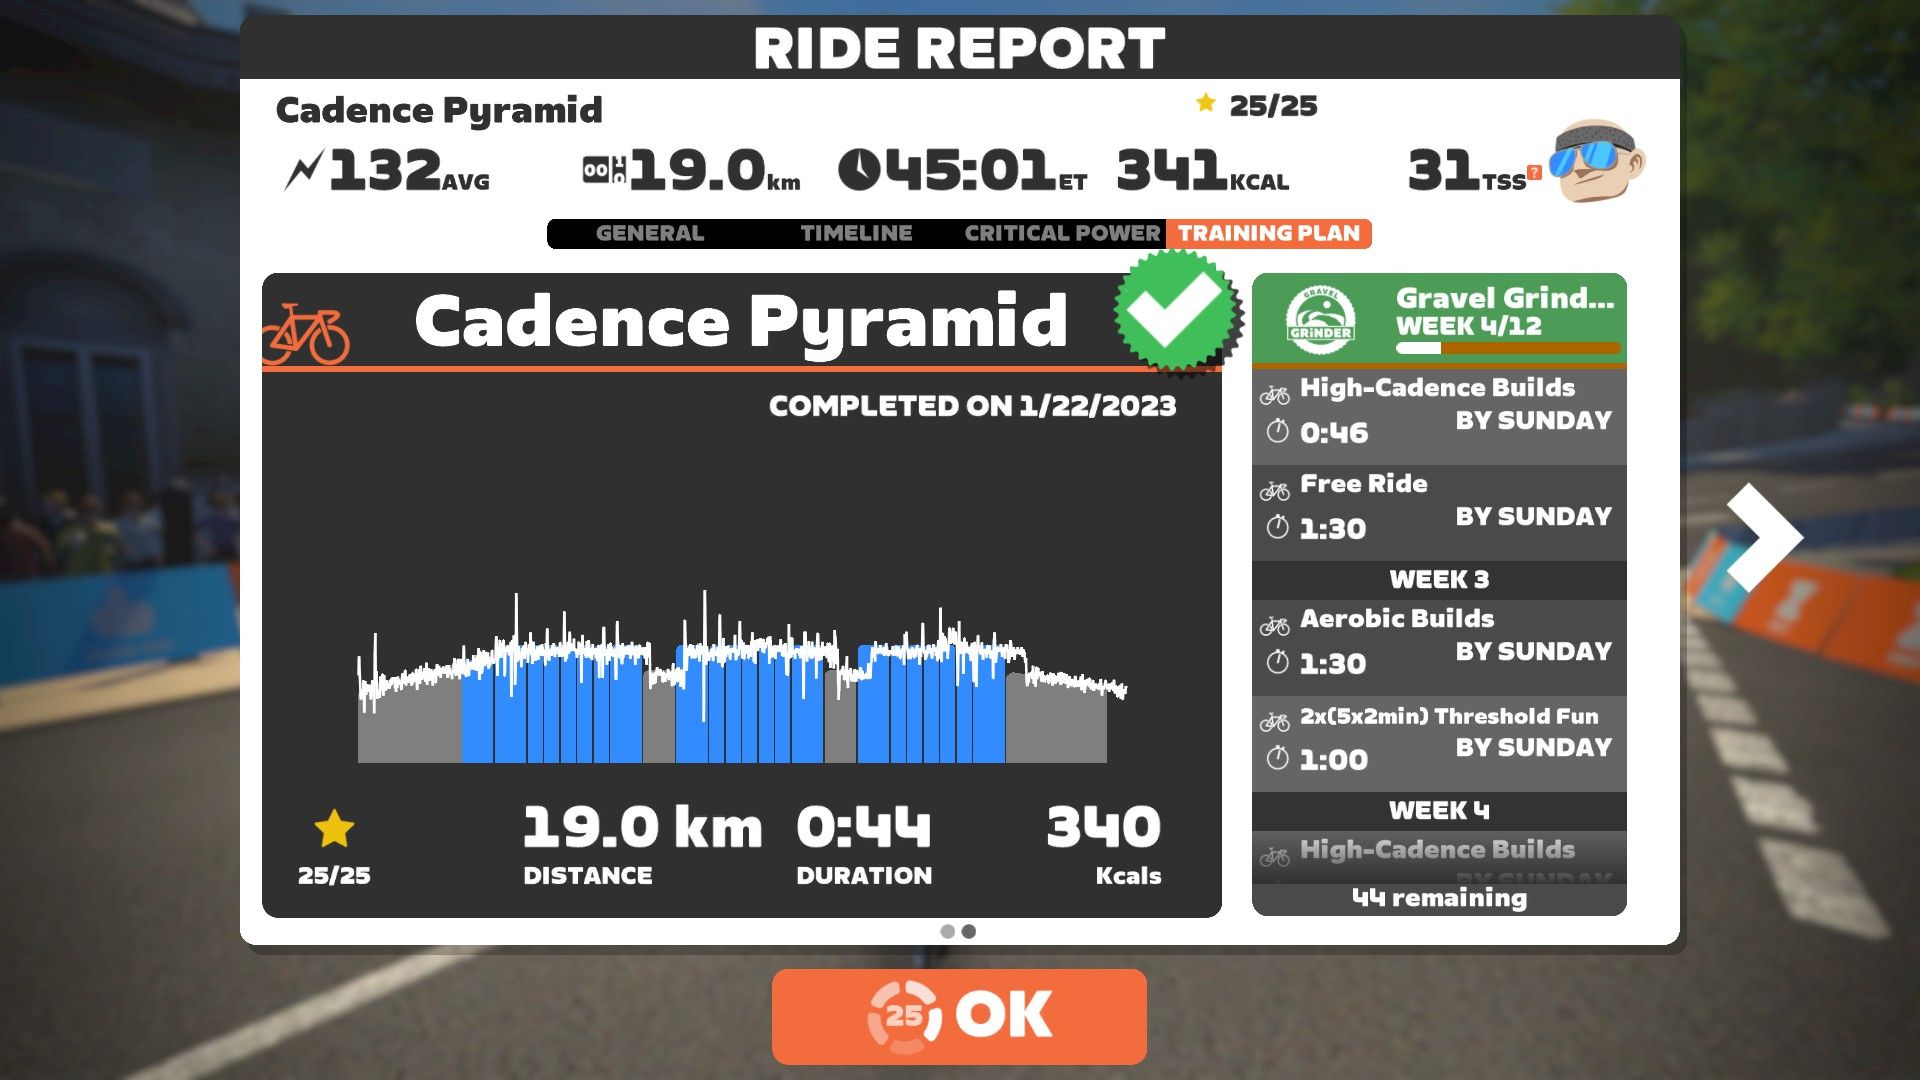 RIDE REPORT
Cadence Pyramid
25/25
132AVG
19.0km
45:01ET
341KCAL
31TSS?
GENERAL
TIMELINE
CRITICAL POWER
TRAINING PLAN
Cadence Pyramid
COMPLETED ON 1/22/2023
25/25
19.0 km
DISTANCE
0:44
DURATION
340
Kcals
GRAVEL
GRINDER
Gravel Grind...
WEEK 4/12
High-Cadence Builds
BY SUNDAY
0:46
Free Ride
BY SUNDAY
1:30
WEEK 3
Aerobic Builds
BY SUNDAY
1:30
2x(5x2min) Threshold Fun
BY SUNDAY
1:00
WEEK 4
High-Cadence Builds
BY SUNDAY
44 remaining
25 OK